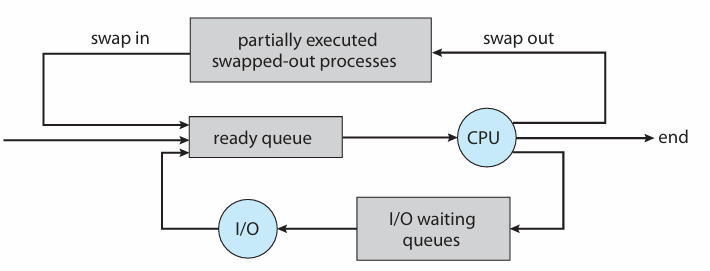 swap in
partially executed
swapped-out processes
swap out
ready queue
CPU
end
I/O
I/O waiting
queues